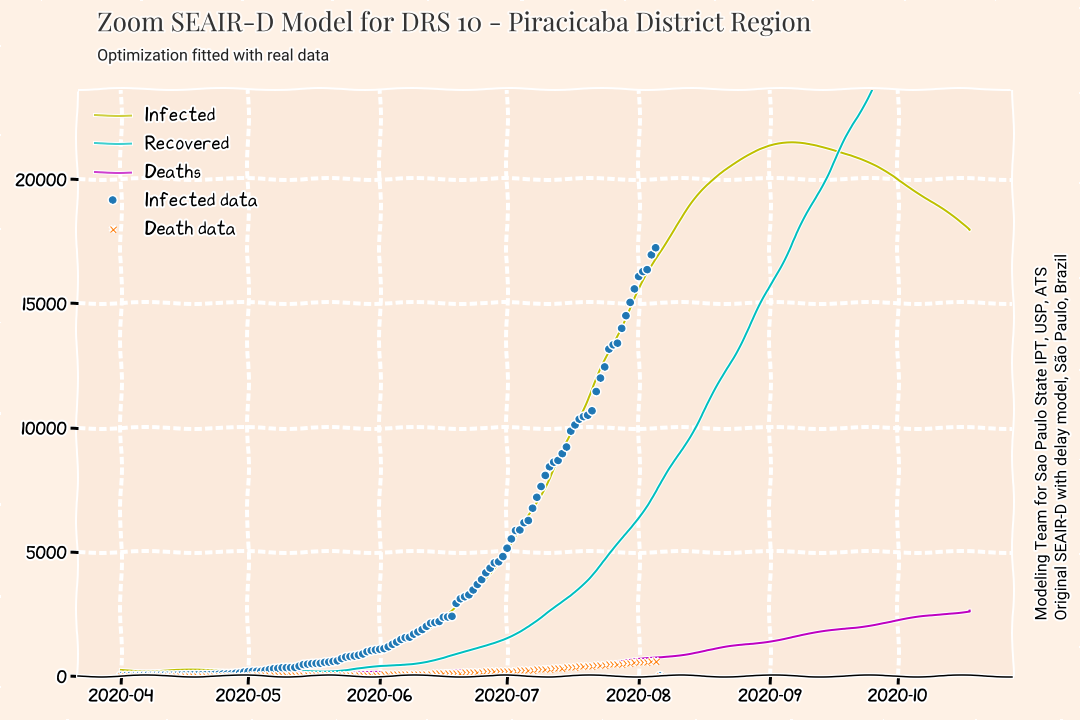 Zoom SEAIR-D Model for DRS 10 - Piracicaba District Region
Optimization fitted with real data
Infected
Recovered
Deaths
Infected data
Death data
20000
15000
10000
5000
0
2020-04
2020-05
2020-06
2020-07
2020-08
2020-09
2020-10
Modeling Team for Sao Paulo State IPT, USP, ATS
Original SEAIR-D with delay model, São Paulo, Brazil